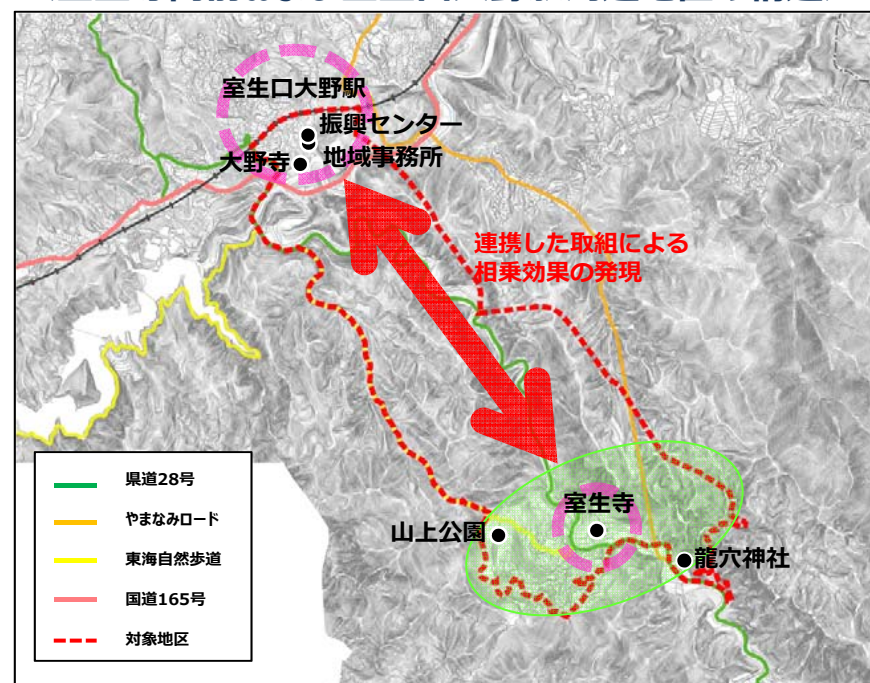 室生口大野駅
振興センター
地域事務所
大野寺
連携した取組による
相乗効果の発現
室生寺
山上公園
龍穴神社
県道28号
やまなみロード
東海自然歩道
国道165号
対象地区